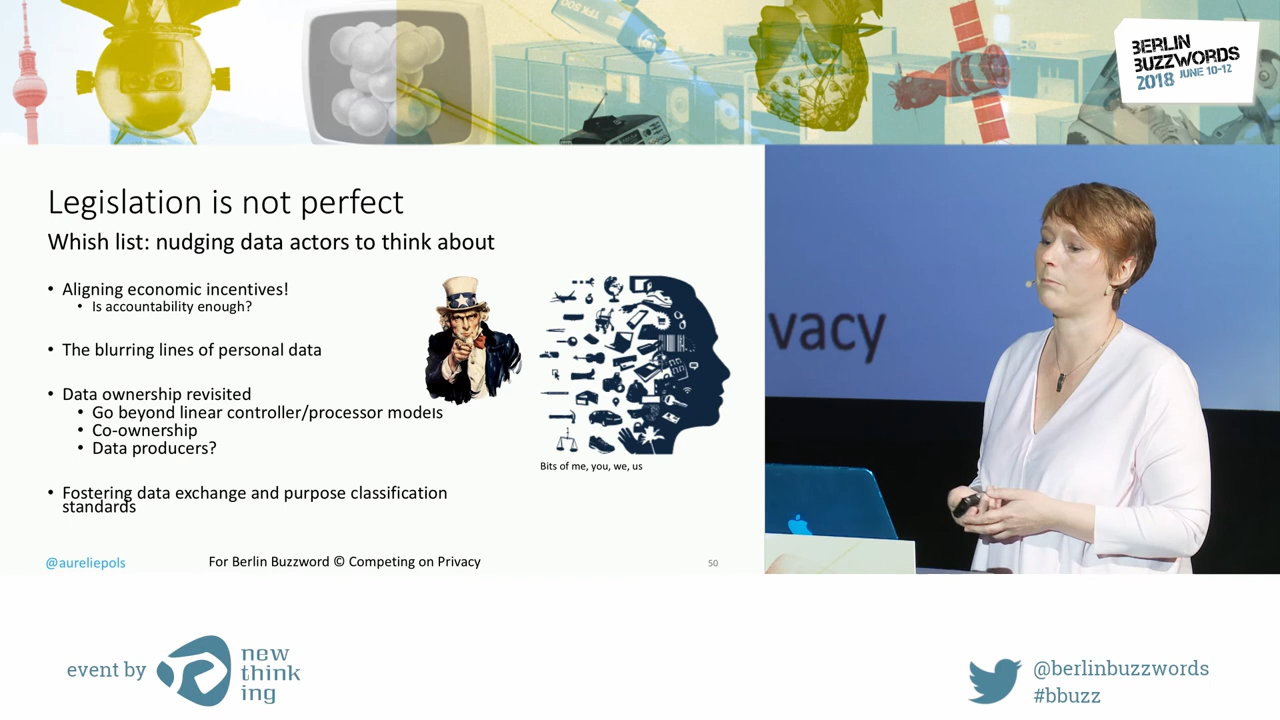 TFK 500
BERLIN
BUZZWORDS
2018 JUNE 10-12
Legislation is not perfect
Whish list: nudging data actors to think about
• Aligning economic incentives!
• Is accountability enough?
• The blurring lines of personal data
• Data ownership revisited
• Go beyond linear controller/processor models
• Co-ownership
• Data producers?
• Fostering data exchange and purpose classification
standards
Bits of me, you, we, us
@aureliepols
For Berlin Buzzword © Competing on Privacy
50
vacy
event by
new
think
ing
@berlinbuzzwords
#bbuzz